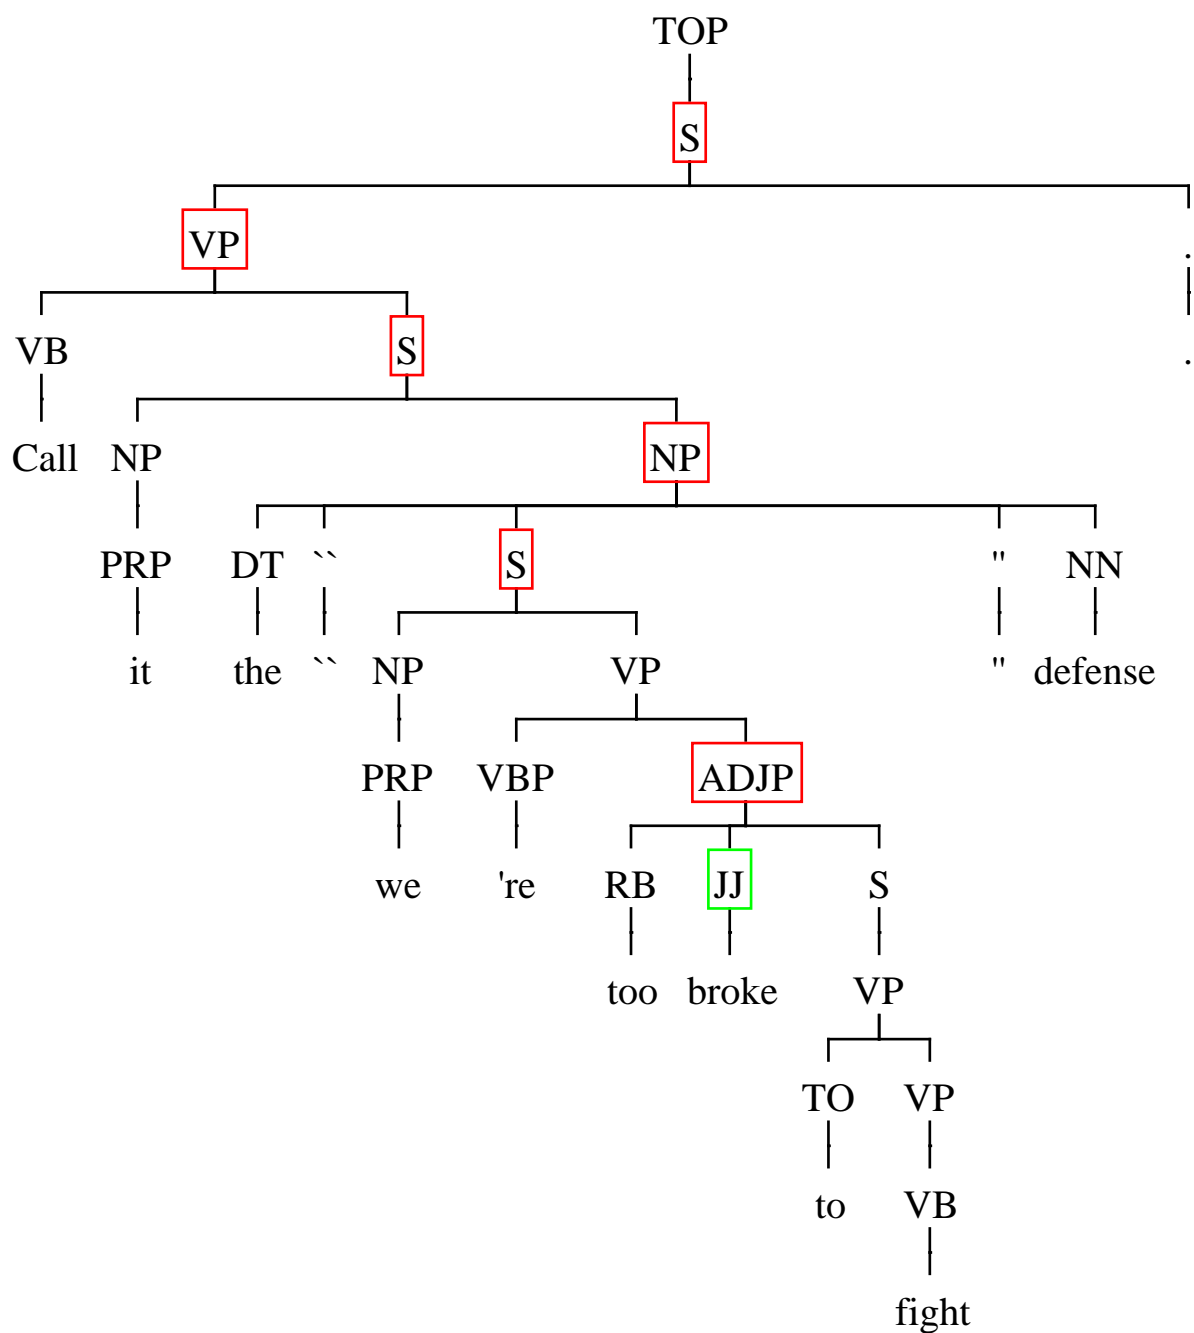 TOP
S
VP .
VB S .
Call NP NP
PRP DT `` S '' NN
it the `` NP VP '' defense
PRP VBP ADJP
we 're RB JJ S
too broke VP
TO VP
to VB
fight